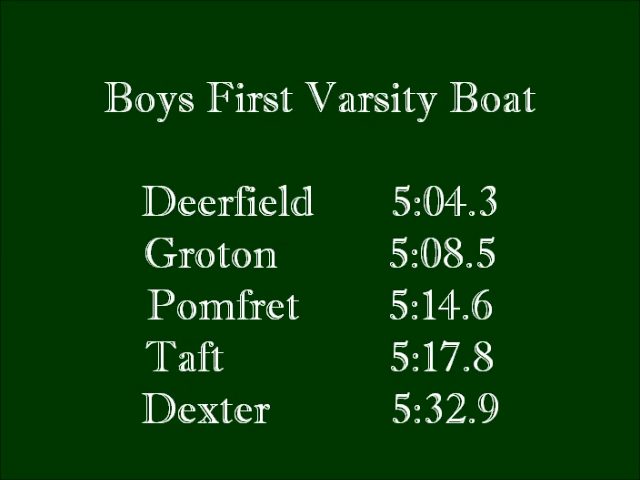 Boys First Varsity Boat
Deerfield 5:04.3
Groton 5:08.5
Pomfret 5:14.6
Taft 5:17.8
Dexter 5:32.9